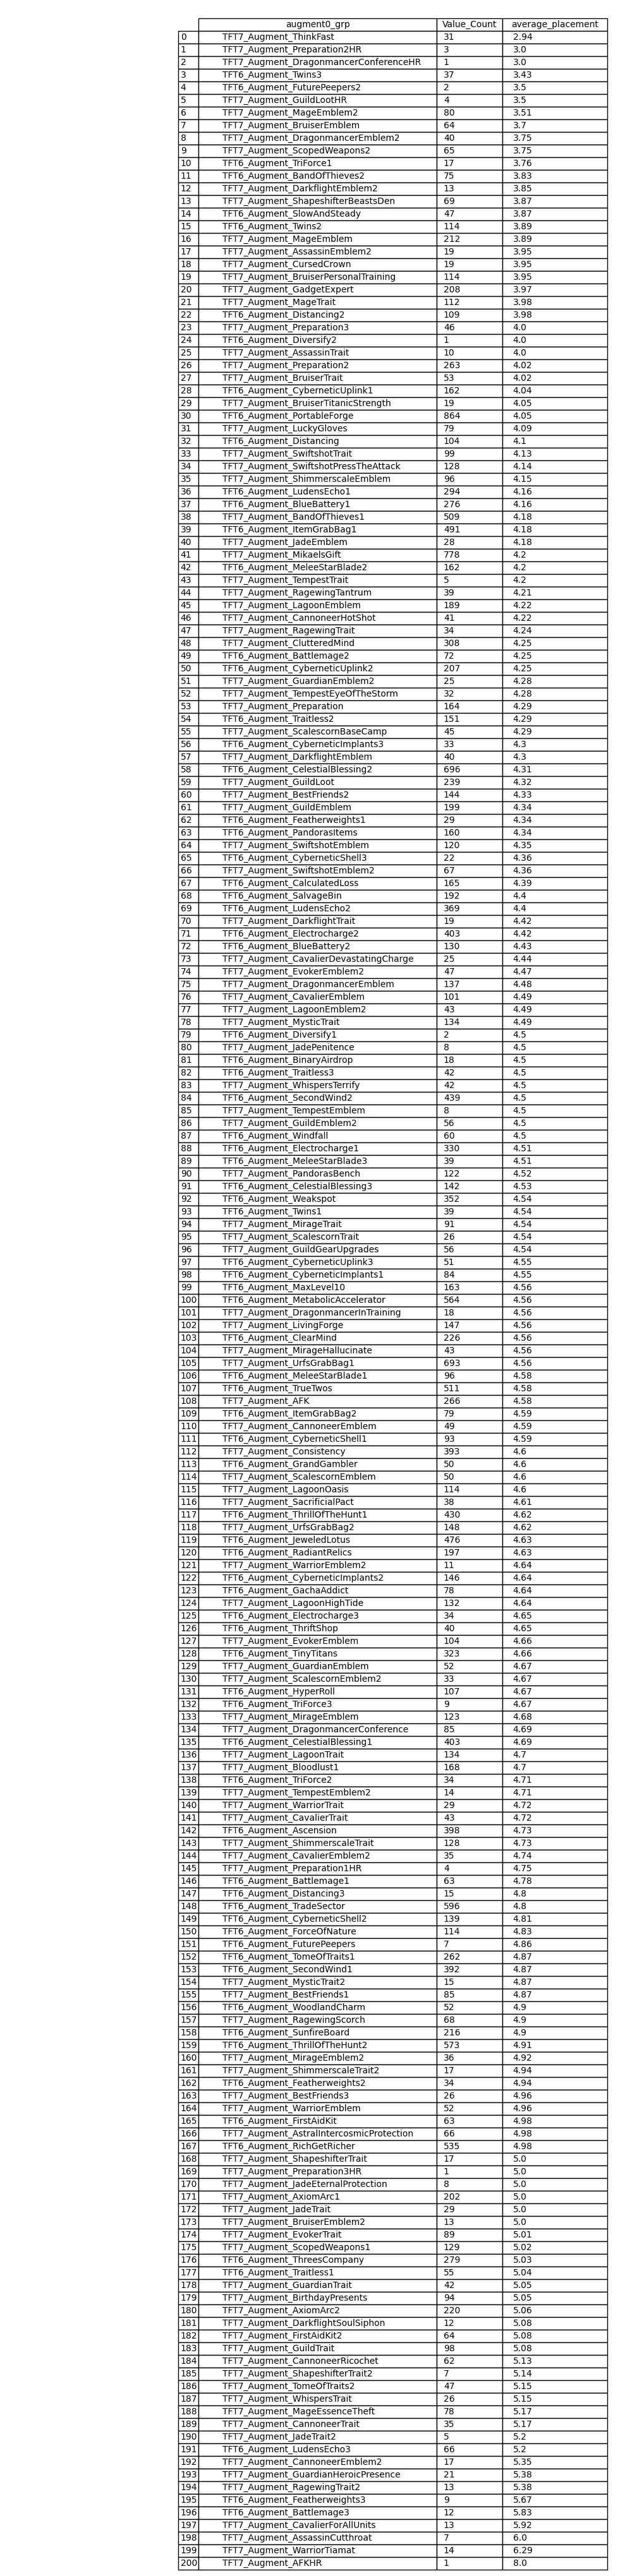 augment0_grp Value_Count average_placement
0 TFT7_Augment_ThinkFast 31 2.94
1 TFT7_Augment_Preparation2HR 3 3.0
2 TFT7_Augment_DragonmancerConferenceHR 1 3.0
3 TFT6_Augment_Twins3 37 3.43
4 TFT6_Augment_FuturePeepers2 2 3.5
5 TFT7_Augment_GuildLootHR 4 3.5
6 TFT7_Augment_MageEmblem2 80 3.51
7 TFT7_Augment_BruiserEmblem 64 3.7
8 TFT7_Augment_DragonmancerEmblem2 40 3.75
9 TFT7_Augment_ScopedWeapons2 65 3.75
10 TFT6_Augment_TriForce1 17 3.76
11 TFT6_Augment_BandOfThieves2 75 3.83
12 TFT7_Augment_DarkflightEmblem2 13 3.85
13 TFT7_Augment_ShapeshifterBeastsDen 69 3.87
14 TFT6_Augment_SlowAndSteady 47 3.87
15 TFT6_Augment_Twins2 114 3.89
16 TFT7_Augment_MageEmblem 212 3.89
17 TFT7_Augment_AssassinEmblem2 19 3.95
18 TFT7_Augment_CursedCrown 19 3.95
19 TFT7_Augment_BruiserPersonalTraining 114 3.95
20 TFT7_Augment_GadgetExpert 208 3.97
21 TFT7_Augment_MageTrait 112 3.98
22 TFT6_Augment_Distancing2 109 3.98
23 TFT7_Augment_Preparation3 46 4.0
24 TFT6_Augment_Diversify2 1 4.0
25 TFT7_Augment_AssassinTrait 10 4.0
26 TFT7_Augment_Preparation2 263 4.02
27 TFT7_Augment_BruiserTrait 53 4.02
28 TFT6_Augment_CyberneticUplink1 162 4.04
29 TFT7_Augment_BruiserTitanicStrength 19 4.05
30 TFT6_Augment_PortableForge 864 4.05
31 TFT7_Augment_LuckyGloves 79 4.09
32 TFT6_Augment_Distancing 104 4.1
33 TFT7_Augment_SwiftshotTrait 99 4.13
34 TFT7_Augment_SwiftshotPressTheAttack 128 4.14
35 TFT7_Augment_ShimmerscaleEmblem 96 4.15
36 TFT6_Augment_LudensEcho1 294 4.16
37 TFT7_Augment_BlueBattery1 276 4.16
38 TFT7_Augment_BandOfThieves1 509 4.18
39 TFT6_Augment_ItemGrabBag1 491 4.18
40 TFT7_Augment_JadeEmblem 28 4.18
41 TFT7_Augment_MikaelsGift 778 4.2
42 TFT6_Augment_MeleeStarBlade2 162 4.2
43 TFT7_Augment_TempestTrait 5 4.2
44 TFT7_Augment_RagewingTantrum 39 4.21
45 TFT7_Augment_LagoonEmblem 189 4.22
46 TFT7_Augment_CannoneerHotShot 41 4.22
47 TFT7_Augment_RagewingTrait 34 4.24
48 TFT7_Augment_ClutteredMind 308 4.25
49 TFT6_Augment_Battlemage2 72 4.25
50 TFT6_Augment_CyberneticUplink2 207 4.25
51 TFT7_Augment_GuardianEmblem2 25 4.28
52 TFT7_Augment_TempestEyeOfTheStorm 32 4.28
53 TFT7_Augment_Preparation 164 4.29
54 TFT6_Augment_Traitless2 151 4.29
55 TFT7_Augment_ScalescornBaseCamp 45 4.29
56 TFT6_Augment_CyberneticImplants3 33 4.3
57 TFT7_Augment_DarkflightEmblem 40 4.3
58 TFT6_Augment_CelestialBlessing2 696 4.31
59 TFT7_Augment_GuildLoot 239 4.32
60 TFT7_Augment_BestFriends2 144 4.33
61 TFT7_Augment_GuildEmblem 199 4.34
62 TFT6_Augment_Featherweights1 29 4.34
63 TFT6_Augment_PandorasItems 160 4.34
64 TFT7_Augment_SwiftshotEmblem 120 4.35
65 TFT6_Augment_CyberneticShell3 22 4.36
66 TFT7_Augment_SwiftshotEmblem2 67 4.36
67 TFT6_Augment_CalculatedLoss 165 4.39
68 TFT6_Augment_SalvageBin 192 4.4
69 TFT6_Augment_LudensEcho2 369 4.4
70 TFT7_Augment_DarkflightTrait 19 4.42
71 TFT6_Augment_Electrocharge2 403 4.42
72 TFT7_Augment_BlueBattery2 130 4.43
73 TFT7_Augment_CavalierDevastatingCharge 25 4.44
74 TFT7_Augment_EvokerEmblem2 47 4.47
75 TFT7_Augment_DragonmancerEmblem 137 4.48
76 TFT7_Augment_CavalierEmblem 101 4.49
77 TFT7_Augment_LagoonEmblem2 43 4.49
78 TFT7_Augment_MysticTrait 134 4.49
79 TFT6_Augment_Diversify1 2 4.5
80 TFT7_Augment_JadePenitence 8 4.5
81 TFT6_Augment_BinaryAirdrop 18 4.5
82 TFT6_Augment_Traitless3 42 4.5
83 TFT7_Augment_WhispersTerrify 42 4.5
84 TFT6_Augment_SecondWind2 439 4.5
85 TFT7_Augment_TempestEmblem 8 4.5
86 TFT7_Augment_GuildEmblem2 56 4.5
87 TFT6_Augment_Windfall 60 4.5
88 TFT6_Augment_Electrocharge1 330 4.51
89 TFT6_Augment_MeleeStarBlade3 39 4.51
90 TFT7_Augment_PandorasBench 122 4.52
91 TFT6_Augment_CelestialBlessing3 142 4.53
92 TFT6_Augment_Weakspot 352 4.54
93 TFT6_Augment_Twins1 39 4.54
94 TFT7_Augment_MirageTrait 91 4.54
95 TFT7_Augment_ScalescornTrait 26 4.54
96 TFT7_Augment_GuildGearUpgrades 56 4.54
97 TFT6_Augment_CyberneticUplink3 51 4.55
98 TFT6_Augment_CyberneticImplants1 84 4.55
99 TFT6_Augment_MaxLevel10 163 4.56
100 TFT6_Augment_MetabolicAccelerator 564 4.56
101 TFT7_Augment_DragonmancerInTraining 18 4.56
102 TFT7_Augment_LivingForge 147 4.56
103 TFT6_Augment_ClearMind 226 4.56
104 TFT7_Augment_MirageHallucinate 43 4.56
105 TFT7_Augment_UrfsGrabBag1 693 4.56
106 TFT6_Augment_MeleeStarBlade1 96 4.58
107 TFT6_Augment_TrueTwos 511 4.58
108 TFT7_Augment_AFK 266 4.58
109 TFT6_Augment_ItemGrabBag2 79 4.59
110 TFT7_Augment_CannoneerEmblem 49 4.59
111 TFT6_Augment_CyberneticShell1 93 4.59
112 TFT7_Augment_Consistency 393 4.6
113 TFT6_Augment_GrandGambler 50 4.6
114 TFT7_Augment_ScalescornEmblem 50 4.6
115 TFT7_Augment_LagoonOasis 114 4.6
116 TFT7_Augment_SacrificialPact 38 4.61
117 TFT6_Augment_ThrillOfTheHunt1 430 4.62
118 TFT7_Augment_UrfsGrabBag2 148 4.62
119 TFT6_Augment_JeweledLotus 476 4.63
120 TFT6_Augment_RadiantRelics 197 4.63
121 TFT7_Augment_WarriorEmblem2 11 4.64
122 TFT6_Augment_CyberneticImplants2 146 4.64
123 TFT7_Augment_GachaAddict 78 4.64
124 TFT7_Augment_LagoonHighTide 132 4.64
125 TFT6_Augment_Electrocharge3 34 4.65
126 TFT6_Augment_ThriftShop 40 4.65
127 TFT7_Augment_EvokerEmblem 104 4.66
128 TFT6_Augment_TinyTitans 323 4.66
129 TFT7_Augment_GuardianEmblem 52 4.67
130 TFT7_Augment_ScalescornEmblem2 33 4.67
131 TFT6_Augment_HyperRoll 107 4.67
132 TFT6_Augment_TriForce3 9 4.67
133 TFT7_Augment_MirageEmblem 123 4.68
134 TFT7_Augment_DragonmancerConference 85 4.69
135 TFT6_Augment_CelestialBlessing1 403 4.69
136 TFT7_Augment_LagoonTrait 134 4.7
137 TFT7_Augment_Bloodlust1 168 4.7
138 TFT6_Augment_TriForce2 34 4.71
139 TFT7_Augment_TempestEmblem2 14 4.71
140 TFT7_Augment_WarriorTrait 29 4.72
141 TFT7_Augment_CavalierTrait 43 4.72
142 TFT6_Augment_Ascension 398 4.73
143 TFT7_Augment_ShimmerscaleTrait 128 4.73
144 TFT7_Augment_CavalierEmblem2 35 4.74
145 TFT7_Augment_Preparation1HR 4 4.75
146 TFT6_Augment_Battlemage1 63 4.78
147 TFT6_Augment_Distancing3 15 4.8
148 TFT6_Augment_TradeSector 596 4.8
149 TFT6_Augment_CyberneticShell2 139 4.81
150 TFT6_Augment_ForceOfNature 114 4.83
151 TFT6_Augment_FuturePeepers 7 4.86
152 TFT6_Augment_TomeOfTraits1 262 4.87
153 TFT6_Augment_SecondWind1 392 4.87
154 TFT7_Augment_MysticTrait2 15 4.87
155 TFT7_Augment_BestFriends1 85 4.87
156 TFT6_Augment_WoodlandCharm 52 4.9
157 TFT7_Augment_RagewingScorch 68 4.9
158 TFT6_Augment_SunfireBoard 216 4.9
159 TFT6_Augment_ThrillOfTheHunt2 573 4.91
160 TFT7_Augment_MirageEmblem2 36 4.92
161 TFT7_Augment_ShimmerscaleTrait2 17 4.94
162 TFT6_Augment_Featherweights2 34 4.94
163 TFT7_Augment_BestFriends3 26 4.96
164 TFT7_Augment_WarriorEmblem 52 4.96
165 TFT6_Augment_FirstAidKit 63 4.98
166 TFT7_Augment_AstralIntercosmicProtection 66 4.98
167 TFT6_Augment_RichGetRicher 535 4.98
168 TFT7_Augment_ShapeshifterTrait 17 5.0
169 TFT7_Augment_Preparation3HR 1 5.0
170 TFT7_Augment_JadeEternalProtection 8 5.0
171 TFT7_Augment_AxiomArc1 202 5.0
172 TFT7_Augment_JadeTrait 29 5.0
173 TFT7_Augment_BruiserEmblem2 13 5.0
174 TFT7_Augment_EvokerTrait 89 5.01
175 TFT7_Augment_ScopedWeapons1 129 5.02
176 TFT6_Augment_ThreesCompany 279 5.03
177 TFT6_Augment_Traitless1 55 5.04
178 TFT7_Augment_GuardianTrait 42 5.05
179 TFT7_Augment_BirthdayPresents 94 5.05
180 TFT7_Augment_AxiomArc2 220 5.06
181 TFT7_Augment_DarkflightSoulSiphon 12 5.08
182 TFT7_Augment_FirstAidKit2 64 5.08
183 TFT7_Augment_GuildTrait 98 5.08
184 TFT7_Augment_CannoneerRicochet 62 5.13
185 TFT7_Augment_ShapeshifterTrait2 7 5.14
186 TFT6_Augment_TomeOfTraits2 47 5.15
187 TFT7_Augment_WhispersTrait 26 5.15
188 TFT7_Augment_MageEssenceTheft 78 5.17
189 TFT7_Augment_CannoneerTrait 35 5.17
190 TFT7_Augment_JadeTrait2 5 5.2
191 TFT6_Augment_LudensEcho3 66 5.2
192 TFT7_Augment_CannoneerEmblem2 17 5.35
193 TFT7_Augment_GuardianHeroicPresence 21 5.38
194 TFT7_Augment_RagewingTrait2 13 5.38
195 TFT6_Augment_Featherweights3 9 5.67
196 TFT6_Augment_Battlemage3 12 5.83
197 TFT7_Augment_CavalierForAllUnits 13 5.92
198 TFT7_Augment_AssassinCutthroat 7 6.0
199 TFT7_Augment_WarriorTiamat 14 6.29
200 TFT7_Augment_AFKHR 1 8.0